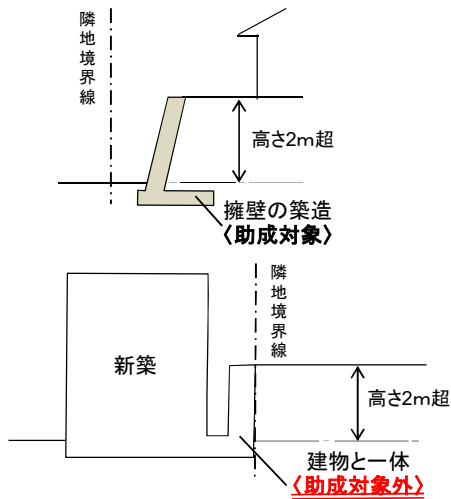 隣地境界線
高さ2m超
擁壁の築造
〈助成対象〉
隣地境界線
新築
高さ2m超
建物と一体
〈助成対象外〉